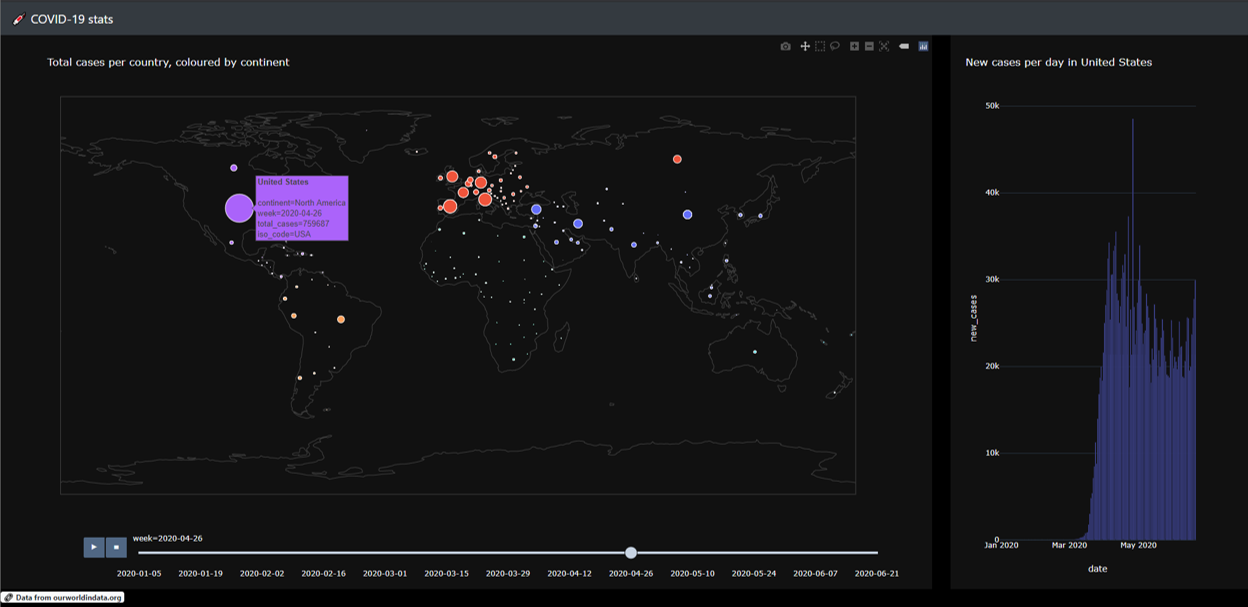 COVID-19 stats
Total cases per country, coloured by continent
United States
continent=North America
week=2020-04-26
total_cases=759687
iso_code=USA
week=2020-04-26
2020-01-05 2020-01-19 2020-02-02 2020-02-16 2020-03-01 2020-03-15 2020-03-29 2020-04-12 2020-04-26 2020-05-10 2020-05-24 2020-06-07 2020-06-21
New cases per day in United States
50k
40k
30k
20k
10k
0
new_cases
Jan 2020 Mar 2020 May 2020
date
Data from ourworldindata.org